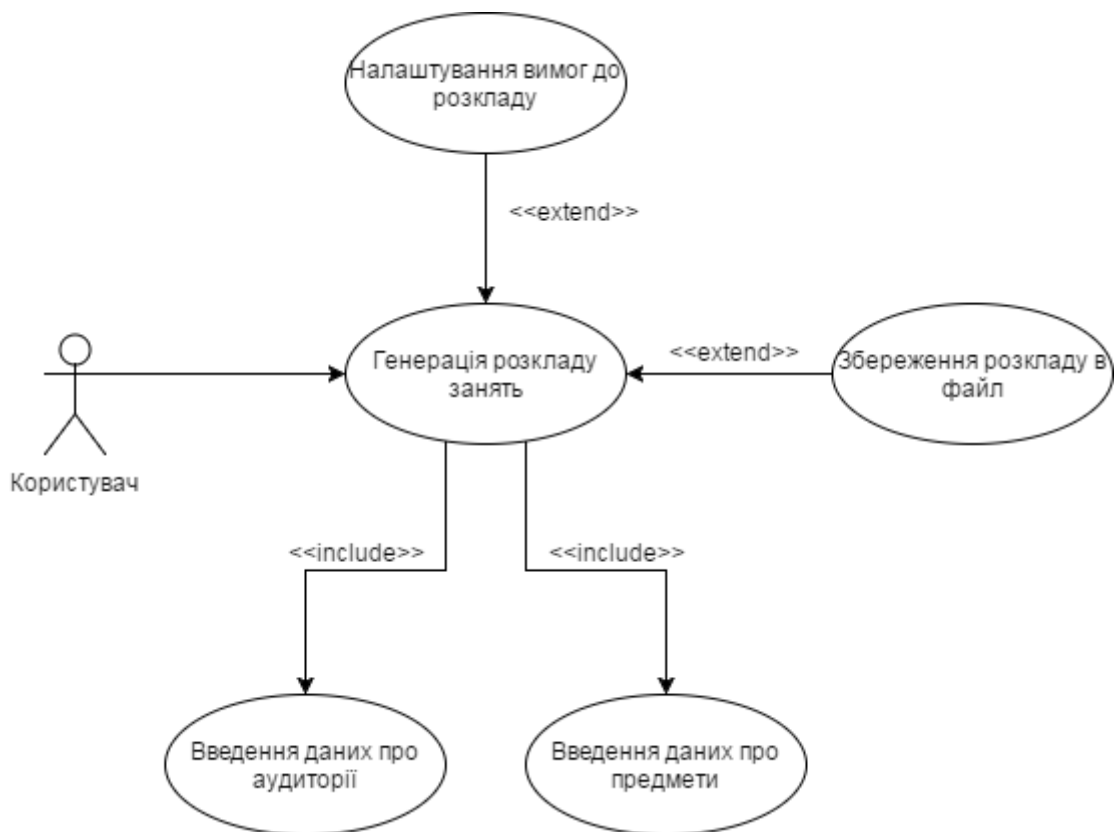 Налаштування вимог до
розкладу
<<extend>>
Генерація розкладу
занять
<<extend>>
Збереження розкладу в
файл
Користувач
<<include>>
<<include>>
Введення даних про
аудиторії
Введення даних про
предмети